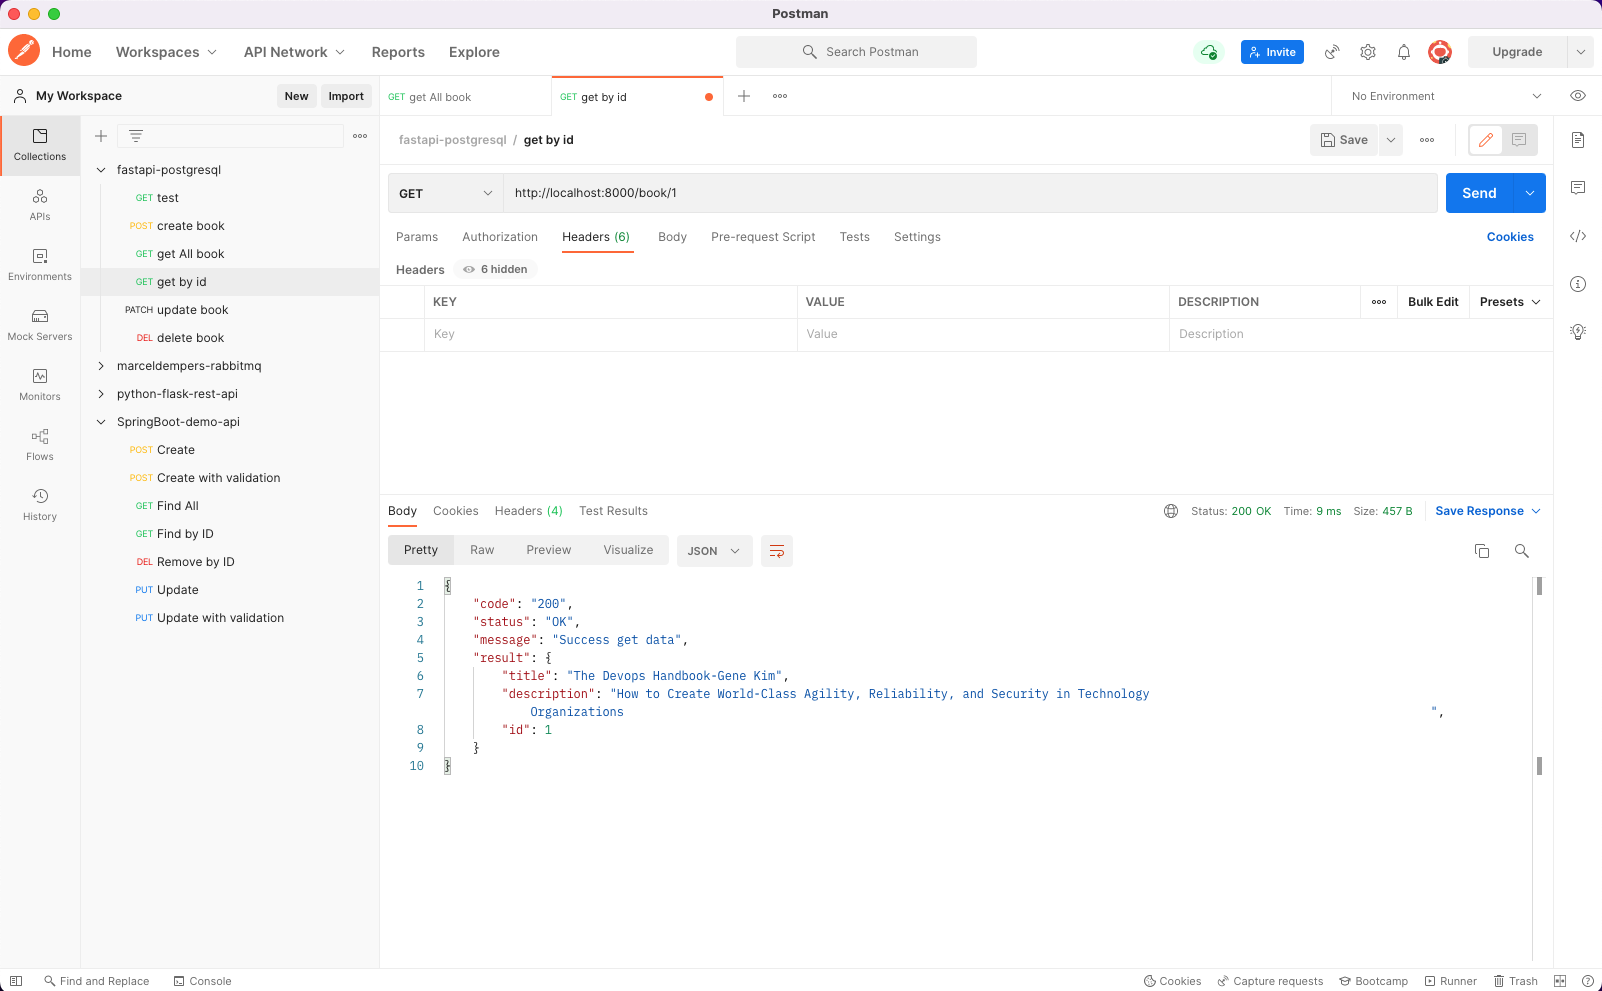 Postman
Home Workspaces API Network Reports Explore Search Postman Invite Upgrade
My Workspace New Import GET get All book GET get by id No Environment
fastapi-postgresql / get by id Save
Collections
APIs
Environments
Mock Servers
Monitors
Flows
History
fastapi-postgresql
GET test
POST create book
GET get All book
GET get by id
PATCH update book
DEL delete book
marceldempers-rabbitmq
python-flask-rest-api
SpringBoot-demo-api
POST Create
POST Create with validation
GET Find All
GET Find by ID
DEL Remove by ID
PUT Update
PUT Update with validation
GET http://localhost:8000/book/1 Send
Params Authorization Headers (6) Body Pre-request Script Tests Settings Cookies
Headers 6 hidden
KEY VALUE DESCRIPTION Bulk Edit Presets
Key Value Description
Body Cookies Headers (4) Test Results Status: 200 OK Time: 9 ms Size: 457 B Save Response
Pretty Raw Preview Visualize JSON
1 {
2 "code": "200",
3 "status": "OK",
4 "message": "Success get data",
5 "result": {
6 "title": "The Devops Handbook-Gene Kim",
7 "description": "How to Create World-Class Agility, Reliability, and Security in Technology
Organizations ",
8 "id": 1
9 }
10 }
Find and Replace Console Cookies Capture requests Bootcamp Runner Trash